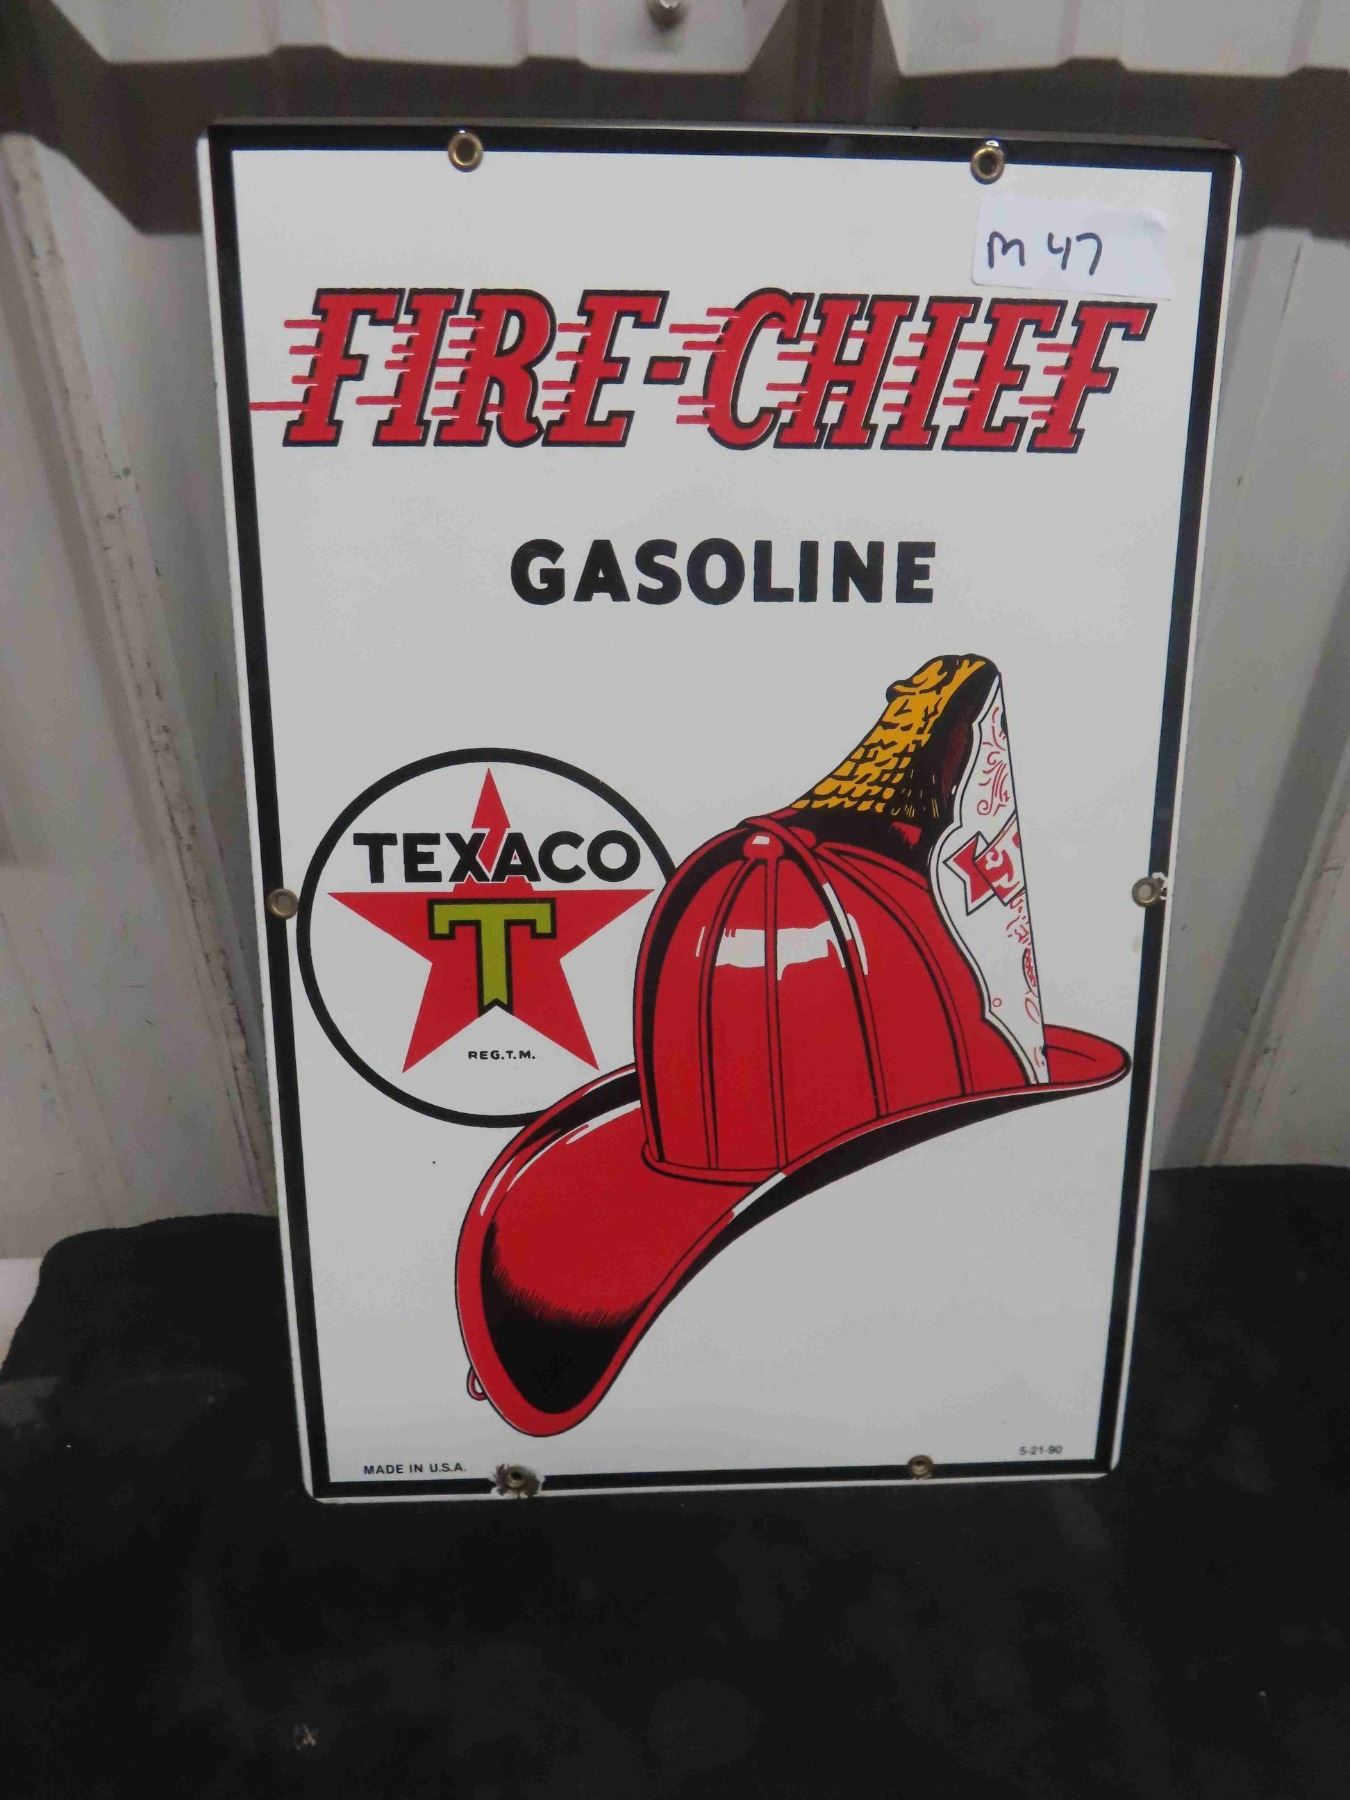 m 47
FIRE-CHIEF
GASOLINE
TEXACO
T
REG.T.M.
5-21-90
MADE IN U.S.A.